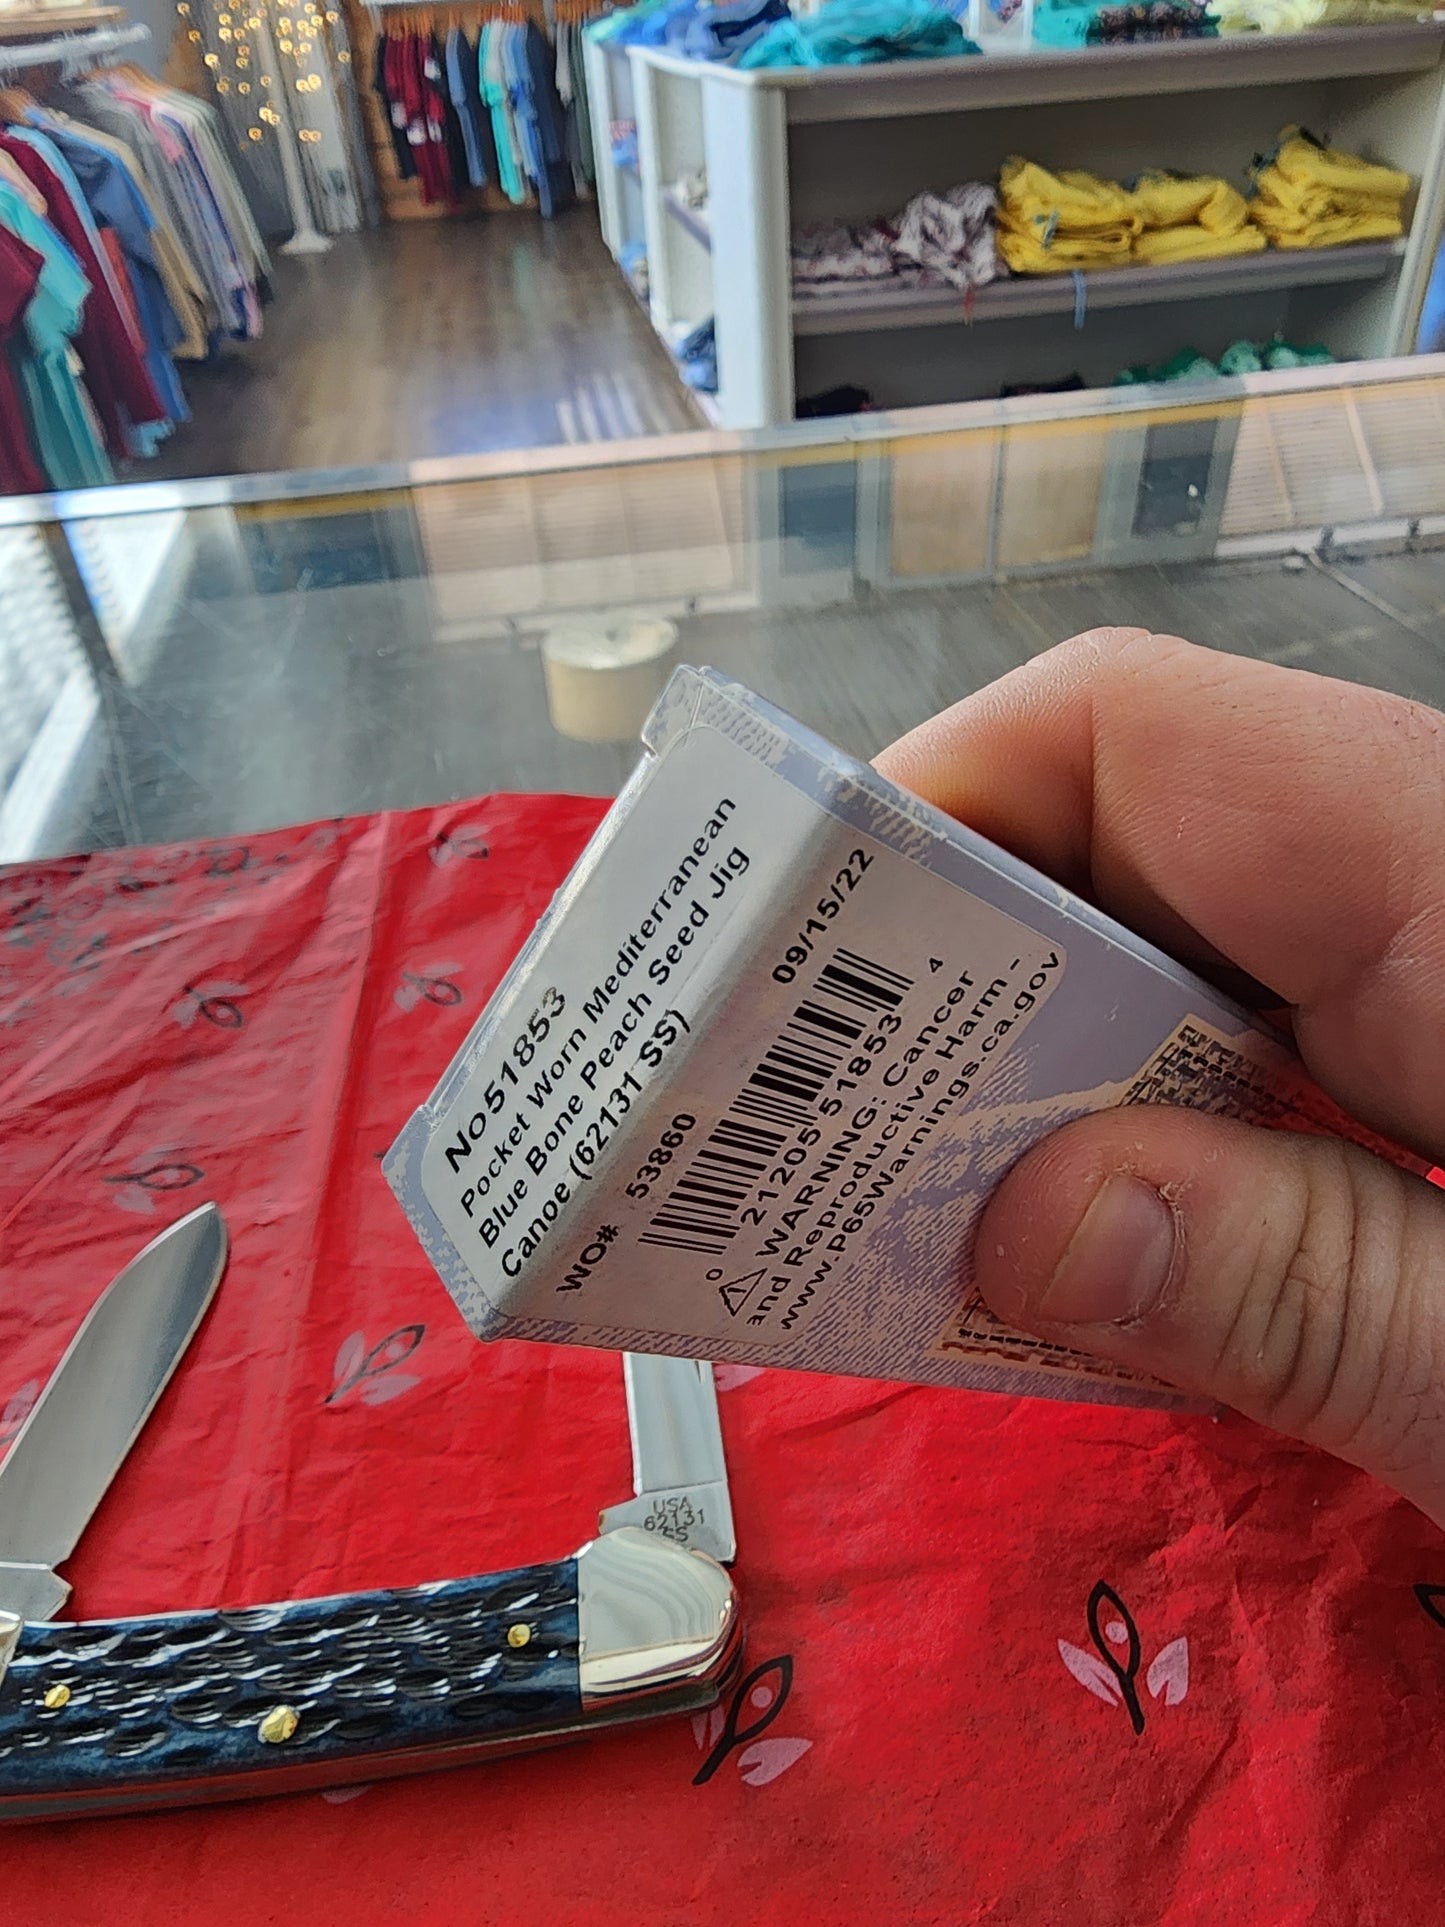 No51853
Pocket Worn Mediterranean
Blue Bone Peach Seed Jig
Canoe (62131 SS)
WO# 53860 09/15/22
0 21205 51853 4
⚠ WARNING: Cancer
and Reproductive Harm -
www.P65Warnings.ca.gov
USA
62131
SS